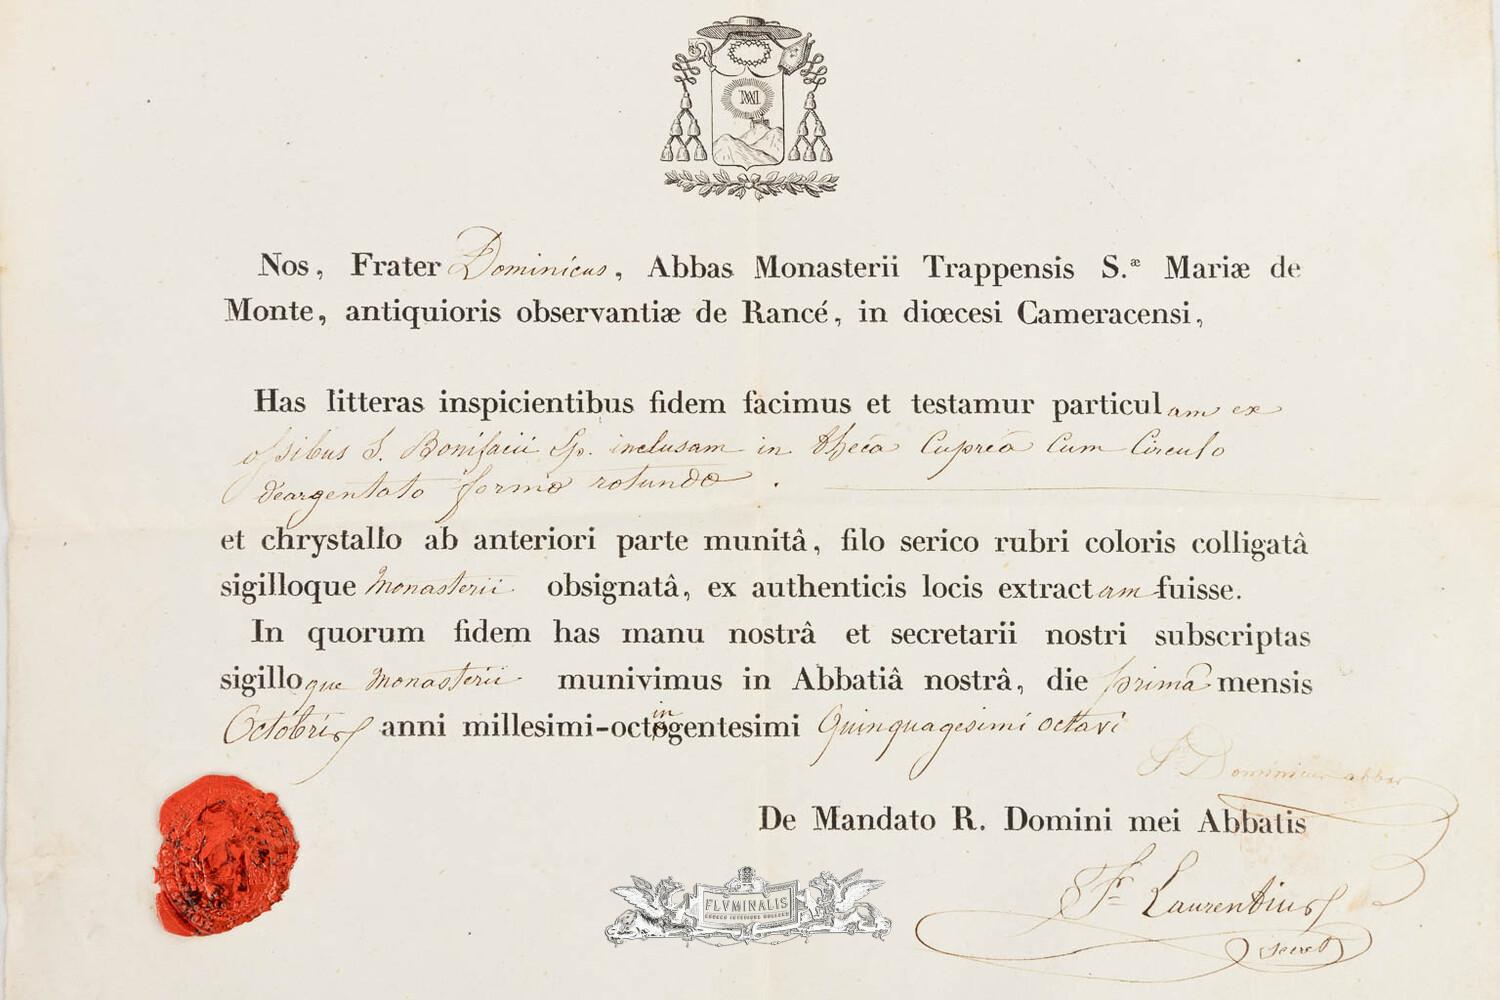 Nos, Frater Dominicus, Abbas Monasterii Trappensis S.æ Mariæ de
Monte, antiquioris observantiæ de Rancé, in diœcesi Cameracensi,
Has litteras inspicientibus fidem facimus et testamur particulam ex
ossibus S. Bonifacii Ep. inclusam in theca Cuprea Cum Circulo
deargentato forma rotunda.
et chrystallo ab anteriori parte munitâ, filo serico rubri coloris colligatâ
sigilloque Monasterii obsignatâ, ex authenticis locis extractam fuisse.
In quorum fidem has manu nostrâ et secretarii nostri subscriptas
sigilloque Monasterii munivimus in Abbatiâ nostrâ, die prima mensis
Octobris anni millesimi-octingentesimi Quinquagesimi octavi
Fr Dominicus abbas
De Mandato R. Domini mei Abbatis
Fr Laurentius
secret
FLVMINALIS